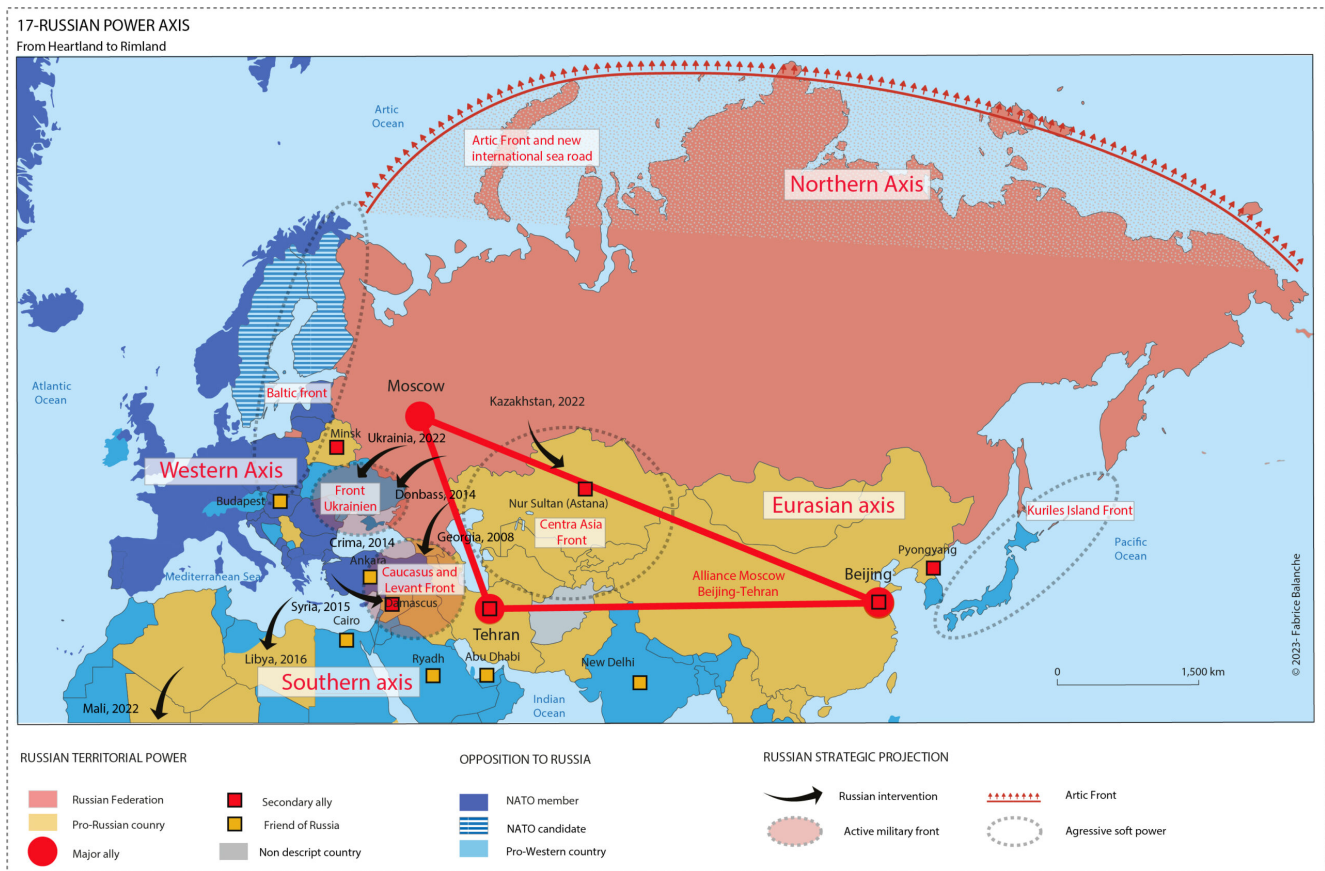 17-RUSSIAN POWER AXIS
From Heartland to Rimland
Artic
Ocean
Artic Front and new
international sea road
Northern Axis
Atlantic
Ocean
Baltic front
Moscow
Kazakhstan, 2022
Minsk
Ukrainia, 2022
Western Axis
Budapest
Front
Ukrainien
Donbass, 2014
Nur Sultan (Astana)
Centra Asia
Front
Eurasian axis
Kuriles Island Front
Crima, 2014
Georgia, 2008
Pacific
Ocean
Pyongyang
Ankara
Mediterranean Sea
Caucasus and
Levant Front
Alliance Moscow
Beijing-Tehran
Beijing
Syria, 2015
Damascus
Cairo
Tehran
Libya, 2016
Ryadh
Abu Dhabi
New Delhi
Southern axis
Mali, 2022
Indian
Ocean
0
1,500 km
© 2023- Fabrice Balanche
RUSSIAN TERRITORIAL POWER
Russian Federation
Pro-Russian counry
Major ally
Secondary ally
Friend of Russia
Non descript country
OPPOSITION TO RUSSIA
NATO member
NATO candidate
Pro-Western country
RUSSIAN STRATEGIC PROJECTION
Russian intervention
Active military front
Artic Front
Agressive soft power